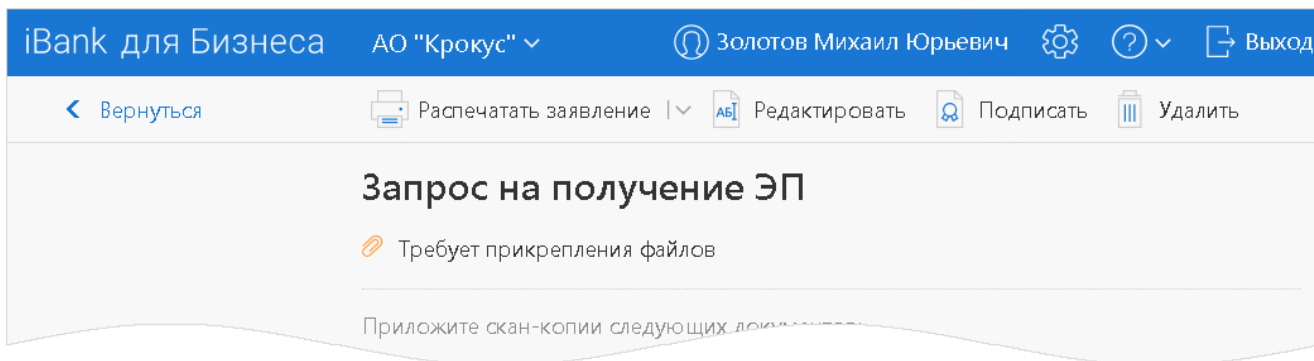 iBank для Бизнеса АО "Крокус" Золотов Михаил Юрьевич Выход
Вернуться Распечатать заявление Редактировать Подписать Удалить
Запрос на получение ЭП
Требует прикрепления файлов
Приложите скан-копии следующих